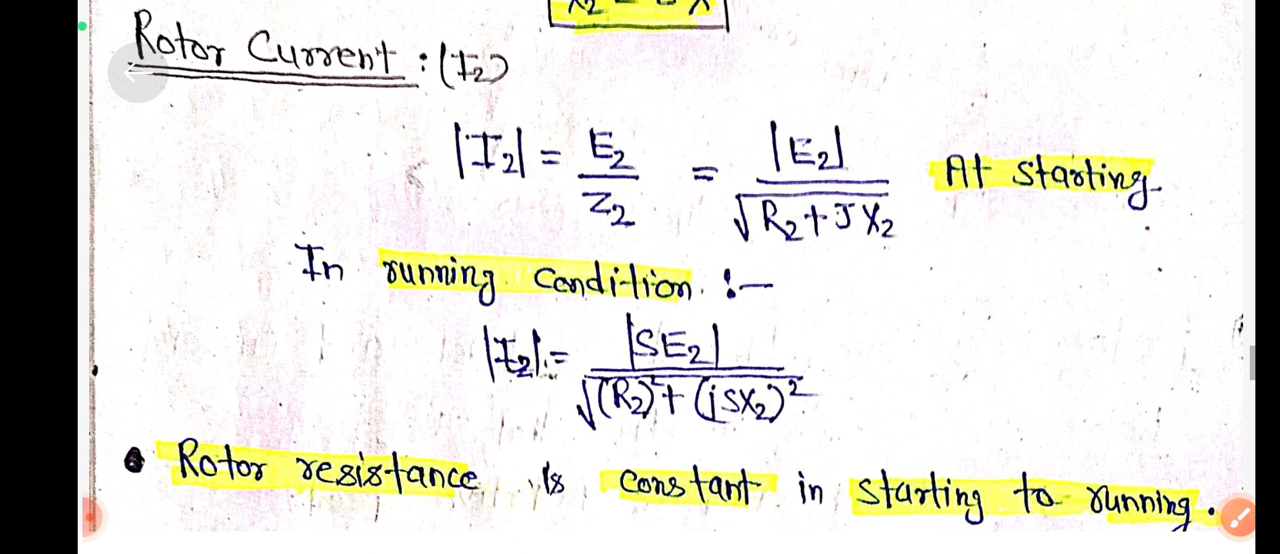 Rotor Current : (I₂)
|I₂| = E₂/Z₂ = |E₂|/√R₂+JX₂ At starting
In running Condition :-
|I₂| = |SE₂|/√(R₂)²+(jSX₂)²
Rotor resistance is constant in starting to running.